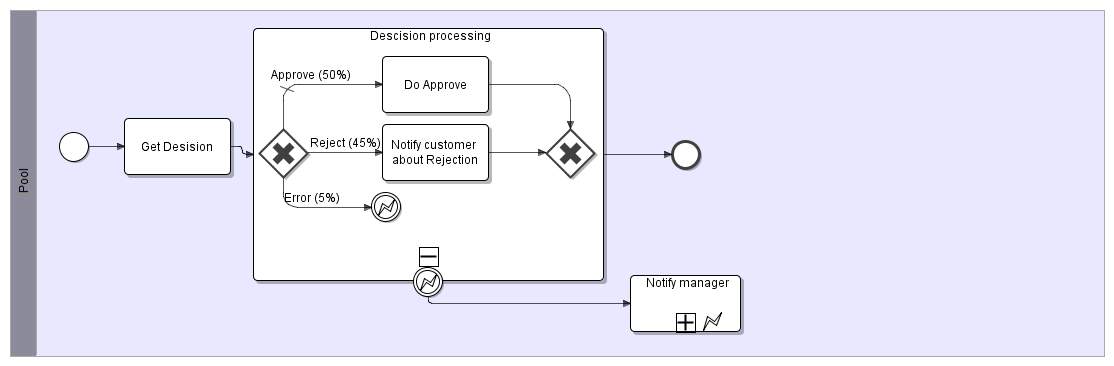 Pool
Descision processing
Approve (50%)
Do Approve
Get Desision
Reject (45%)
Notify customer
about Rejection
Error (5%)
Notify manager